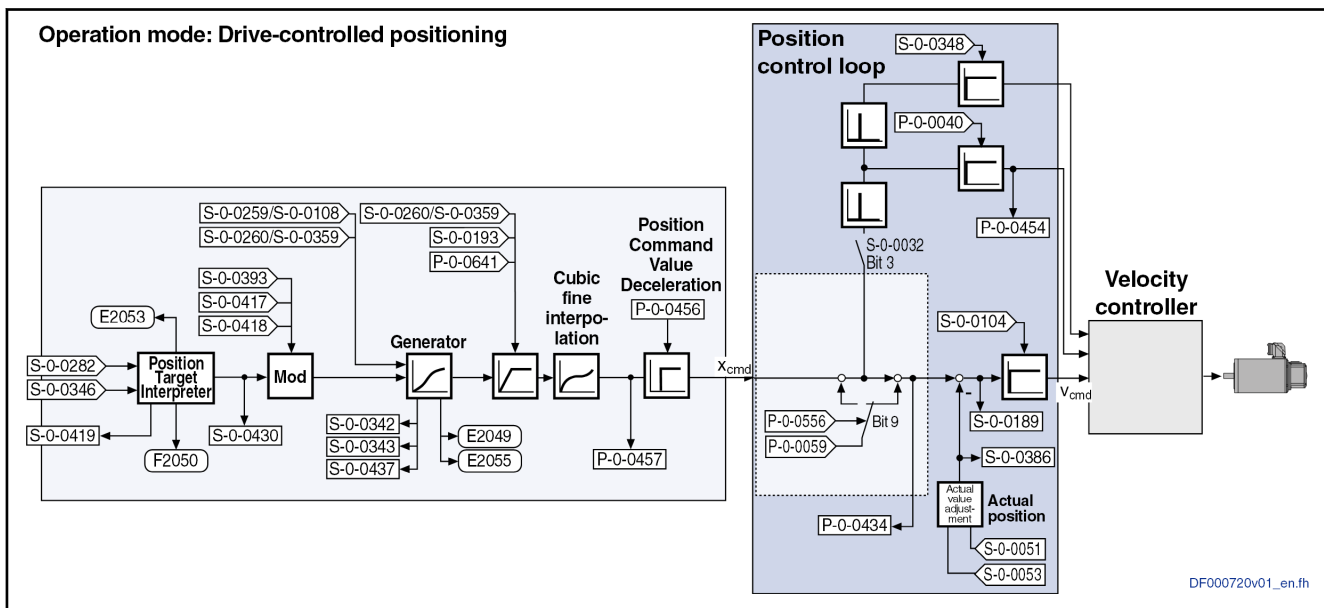 Operation mode: Drive-controlled positioning
Position
control loop
S-0-0348
P-0-0040
P-0-0454
S-0-0032
Bit 3
S-0-0259/S-0-0108
S-0-0260/S-0-0359
S-0-0260/S-0-0359
S-0-0193
P-0-0641
Position
Command
Value
Deceleration
P-0-0456
Cubic
fine
interpo-
lation
S-0-0393
S-0-0417
S-0-0418
E2053
Generator
Velocity
controller
S-0-0104
S-0-0282
S-0-0346
Position
Target
Interpreter
Mod
xcmd
vcmd
-
S-0-0419
F2050
S-0-0430
S-0-0342
S-0-0343
S-0-0437
E2049
E2055
P-0-0457
P-0-0556
P-0-0059
Bit 9
S-0-0189
S-0-0386
Actual
value
adjust-
ment
Actual
position
P-0-0434
S-0-0051
S-0-0053
DF000720v01_en.fh